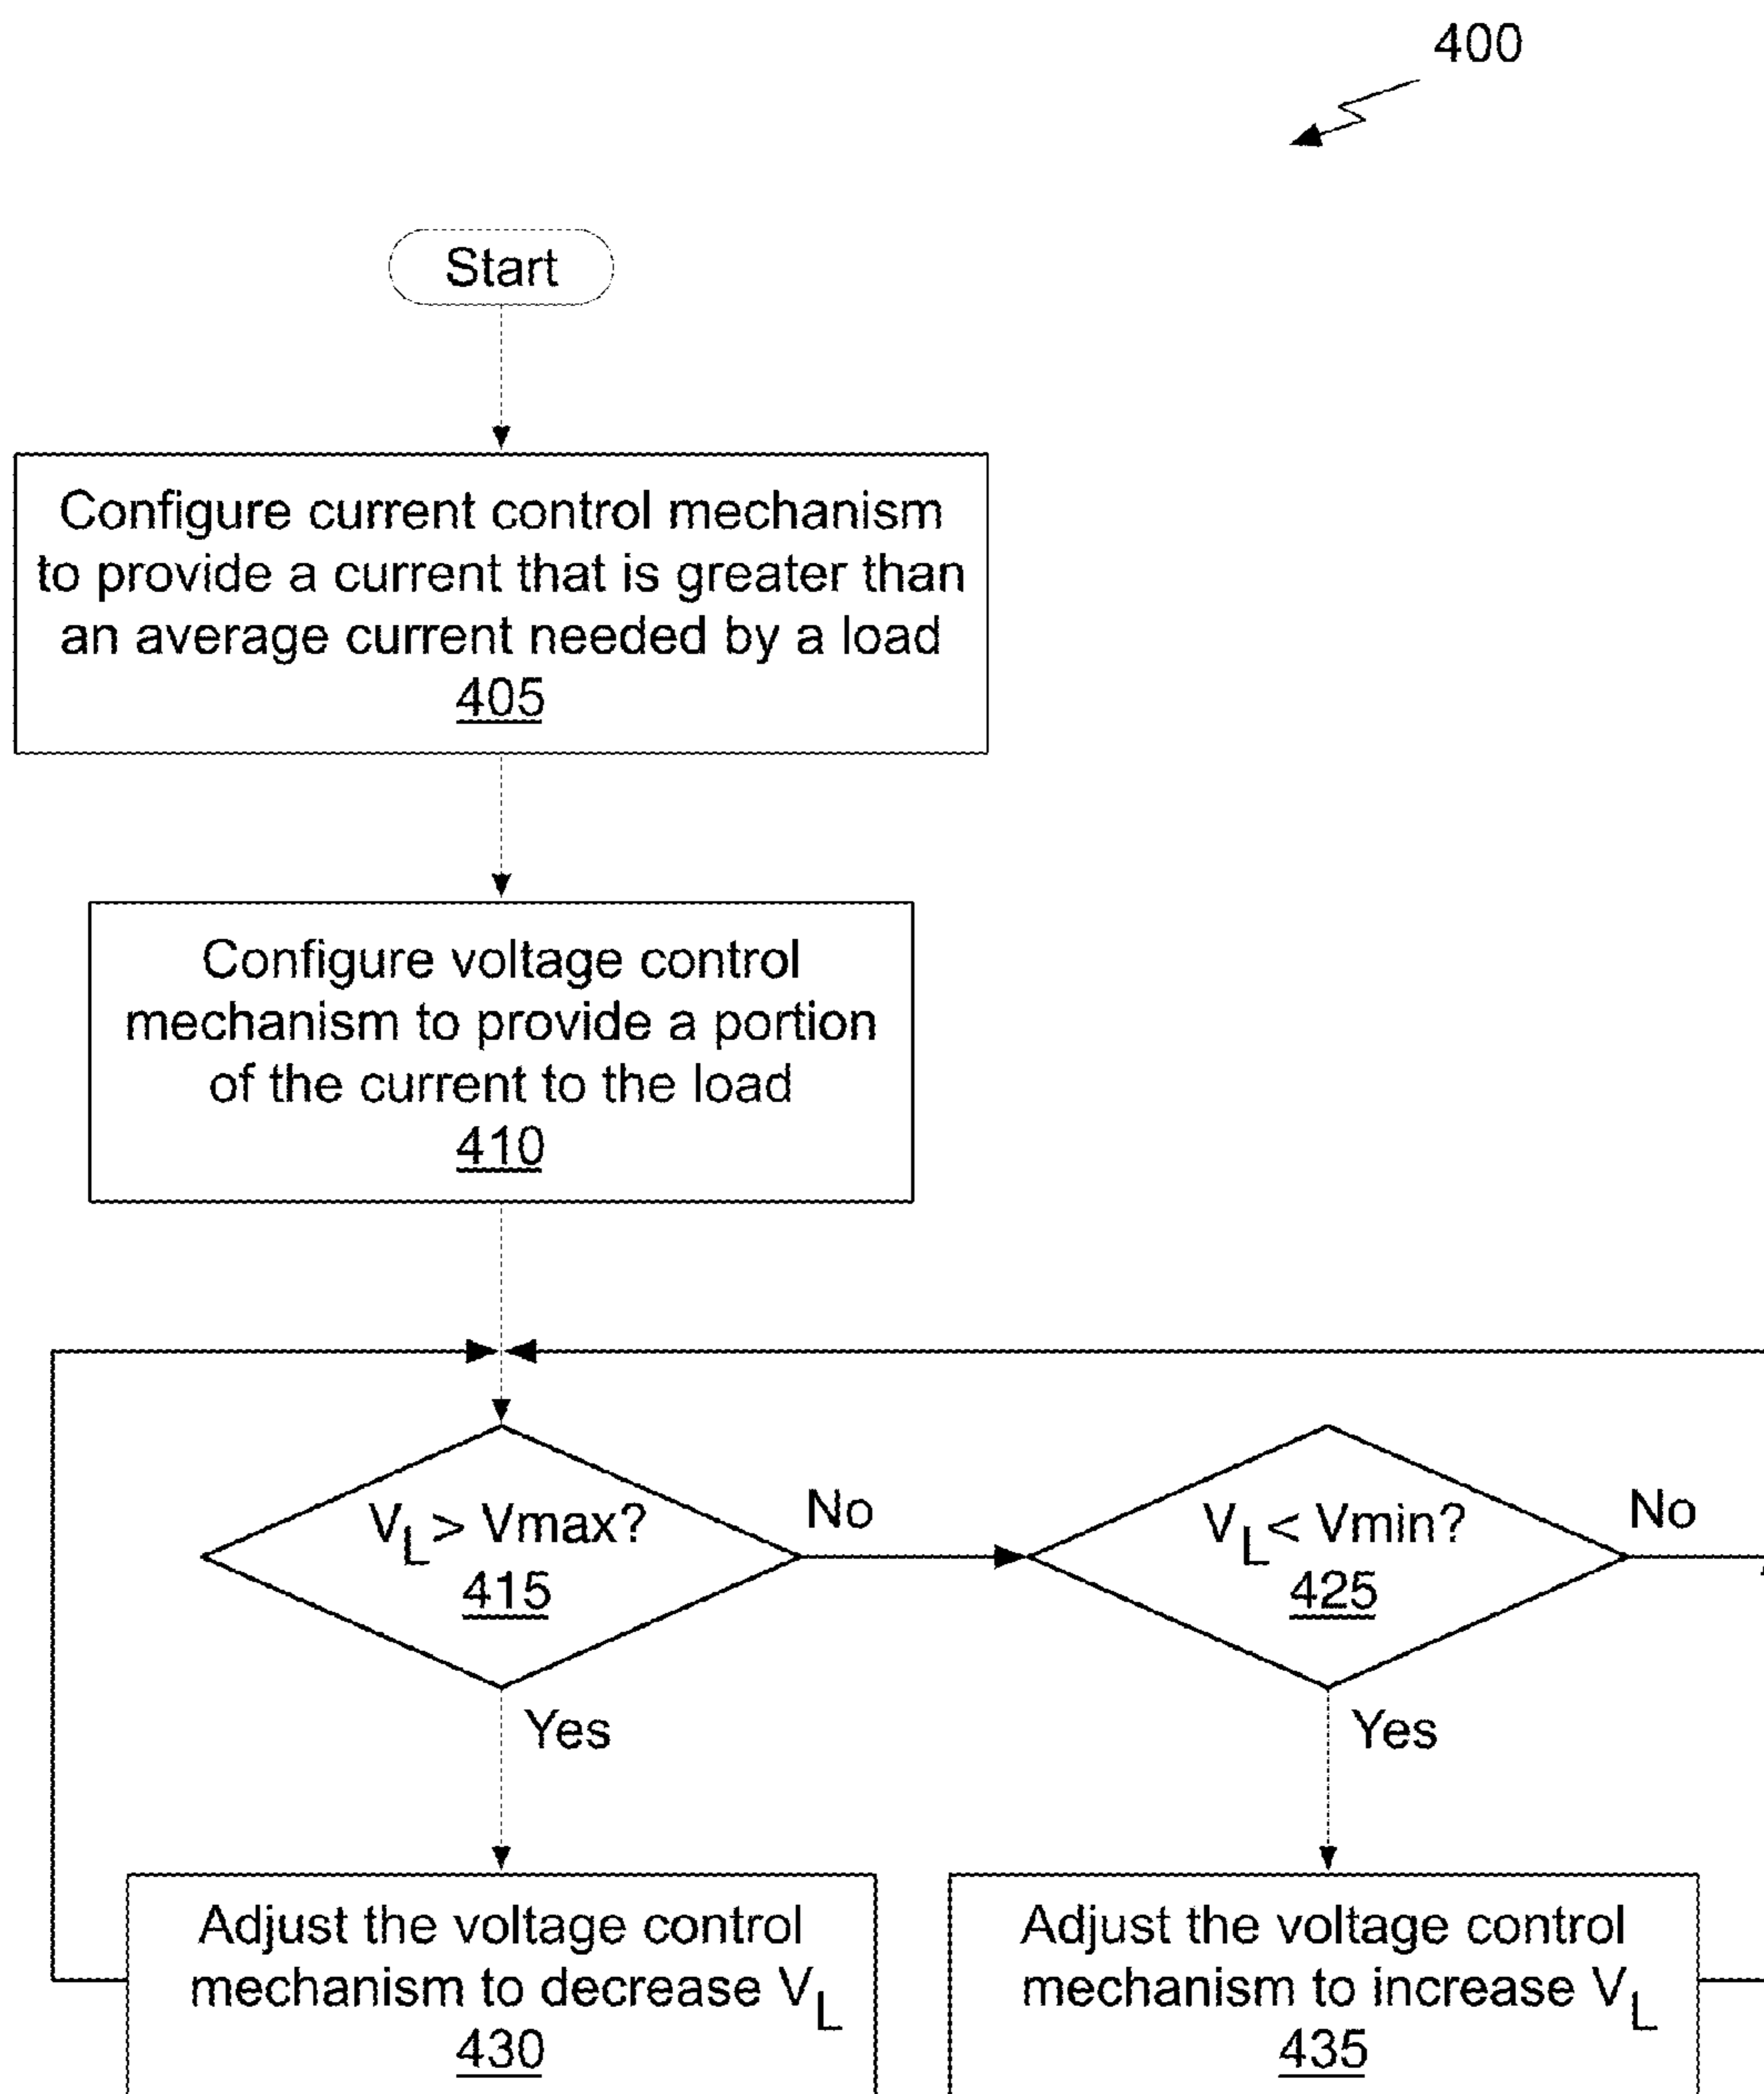 400
Start
Configure current control mechanism
to provide a current that is greater than
an average current needed by a load
405
Configure voltage control
mechanism to provide a portion
of the current to the load
410
VL > Vmax?
415
No
VL < Vmin?
425
No
Yes
Yes
Adjust the voltage control
mechanism to decrease VL
430
Adjust the voltage control
mechanism to increase VL
435